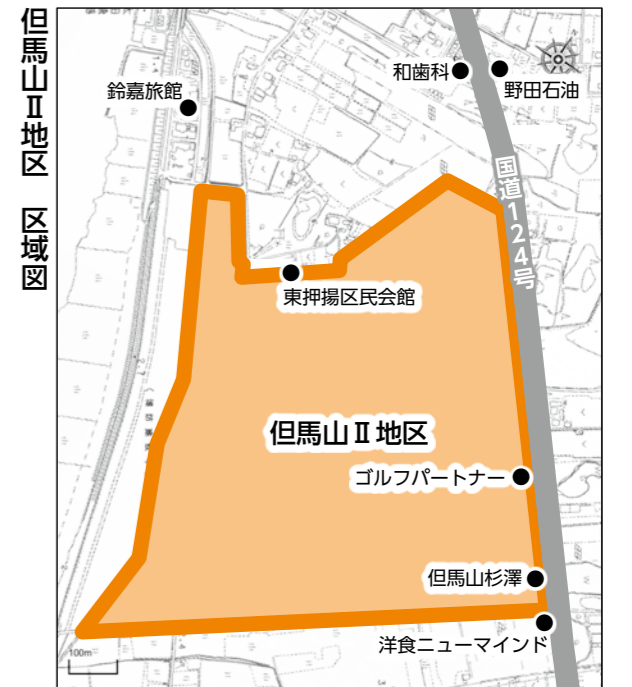 但馬山Ⅱ地区 区域図
和歯科
野田石油
鈴嘉旅館
国道124号
東押揚区民会館
但馬山Ⅱ地区
ゴルフパートナー
但馬山杉澤
洋食ニューマインド
100m